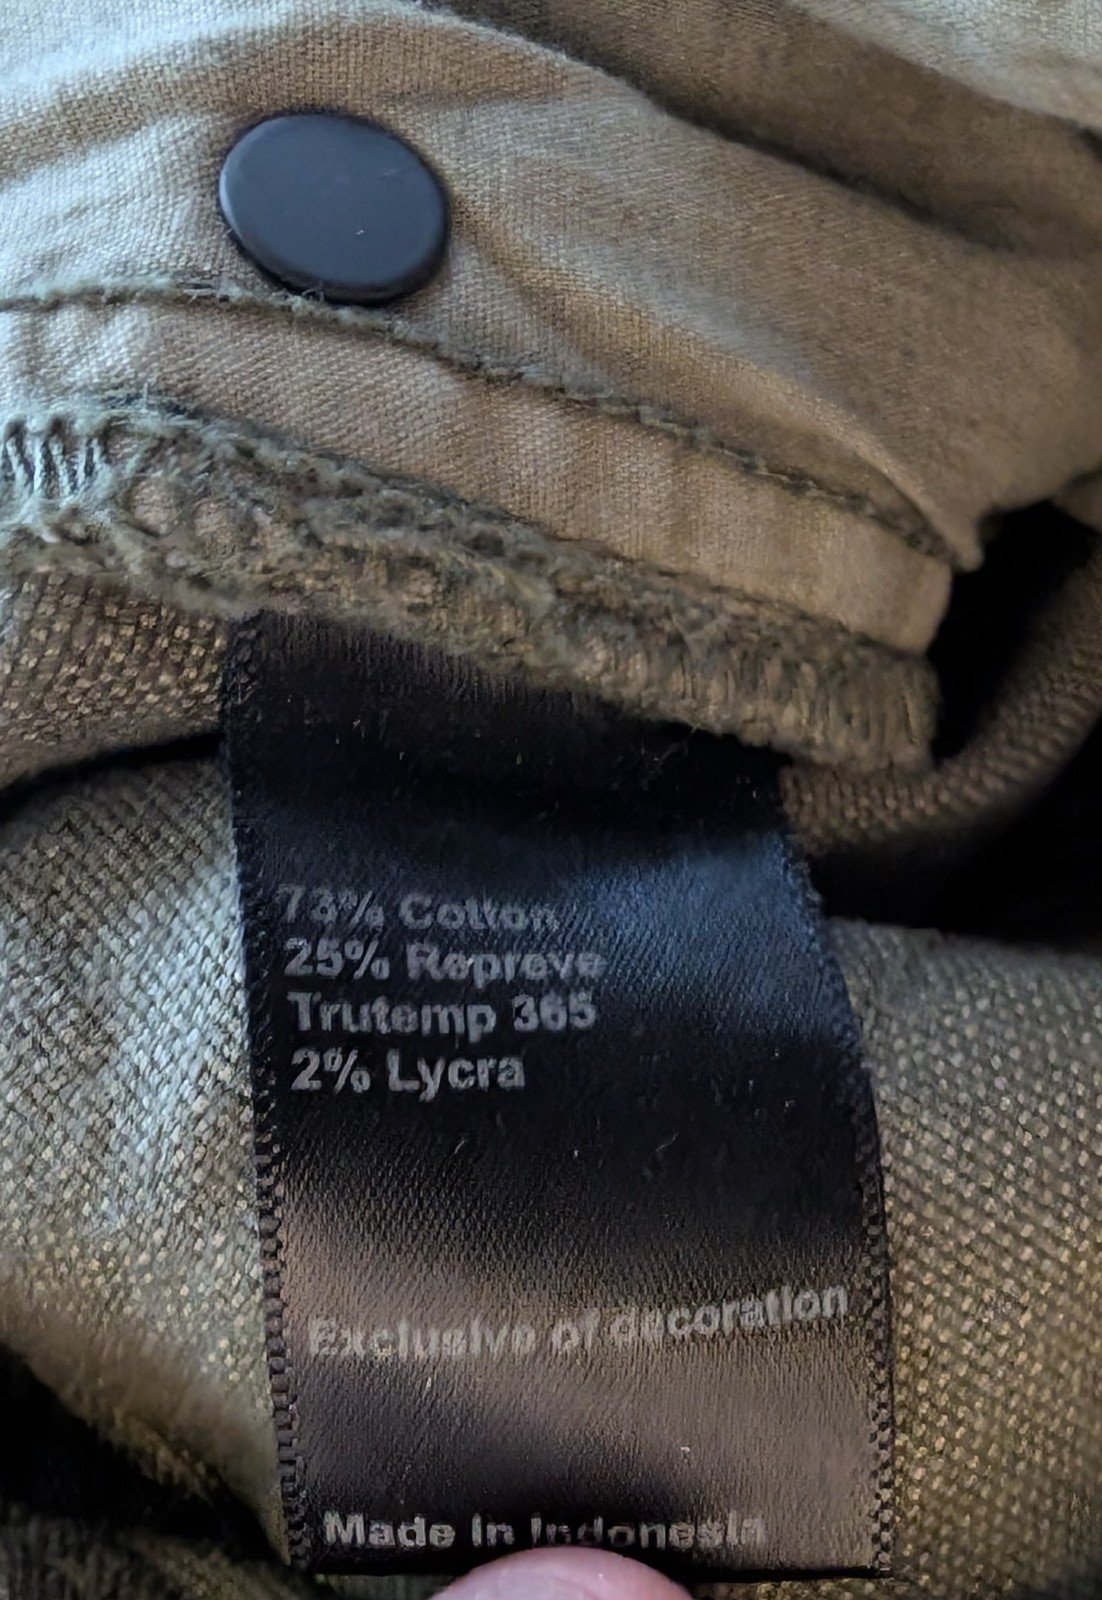 73% Cotton
25% Repreve
Trutemp 365
2% Lycra
Exclusive of decoration
Made in Indonesia